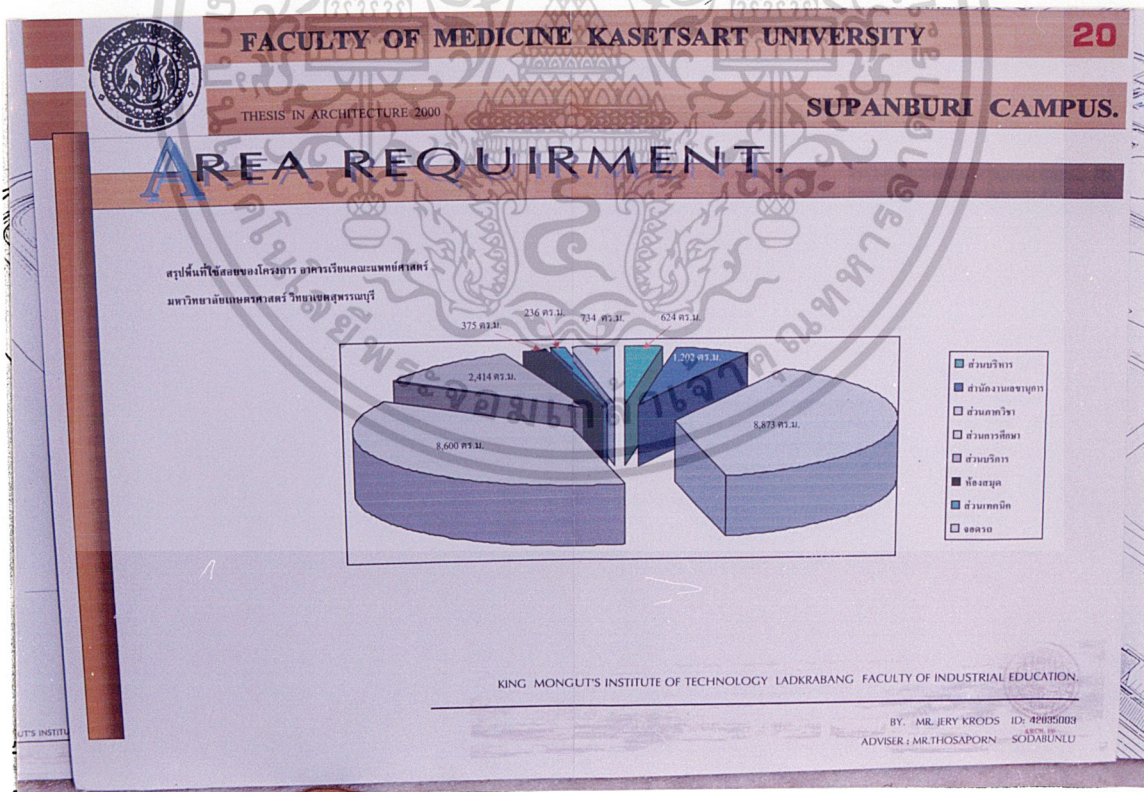 FACULTY OF MEDICINE KASETSART UNIVERSITY
20
THESIS IN ARCHITECTURE 2000
SUPANBURI CAMPUS.
AREA REQUIRMENT.
สรุปพื้นที่ใช้สอยของโครงการ อาคารเรียนคณะแพทย์ศาสตร์
มหาวิทยาลัยเกษตรศาสตร์ วิทยาเขตสุพรรณบุรี
375 ตร.ม.
236 ตร.ม.
734 ตร.ม.
624 ตร.ม.
1,202 ตร.ม.
2,414 ตร.ม.
8,600 ตร.ม.
8,873 ตร.ม.
ส่วนบริหาร
สำนักงานเลขานุการ
ส่วนภาควิชา
ส่วนการศึกษา
ส่วนบริการ
ห้องสมุด
ส่วนเทคนิค
จอดรถ
KING MONGUT'S INSTITUTE OF TECHNOLOGY LADKRABANG FACULTY OF INDUSTRIAL EDUCATION.
BY. MR. JERY KRODS ID: 42035003
ADVISER : MR.THOSAPORN SODABUNLU
UT'S INSTITU